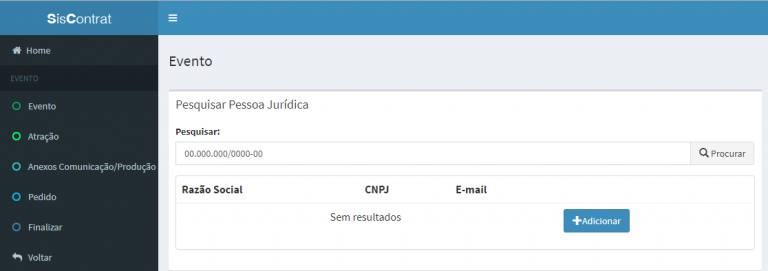 SisContrat
Home
EVENTO
Evento
Atração
Anexos Comunicação/Produção
Pedido
Finalizar
Voltar
Evento
Pesquisar Pessoa Jurídica
Pesquisar:
00.000.000/0000-00 Procurar
Razão Social CNPJ E-mail
Sem resultados Adicionar